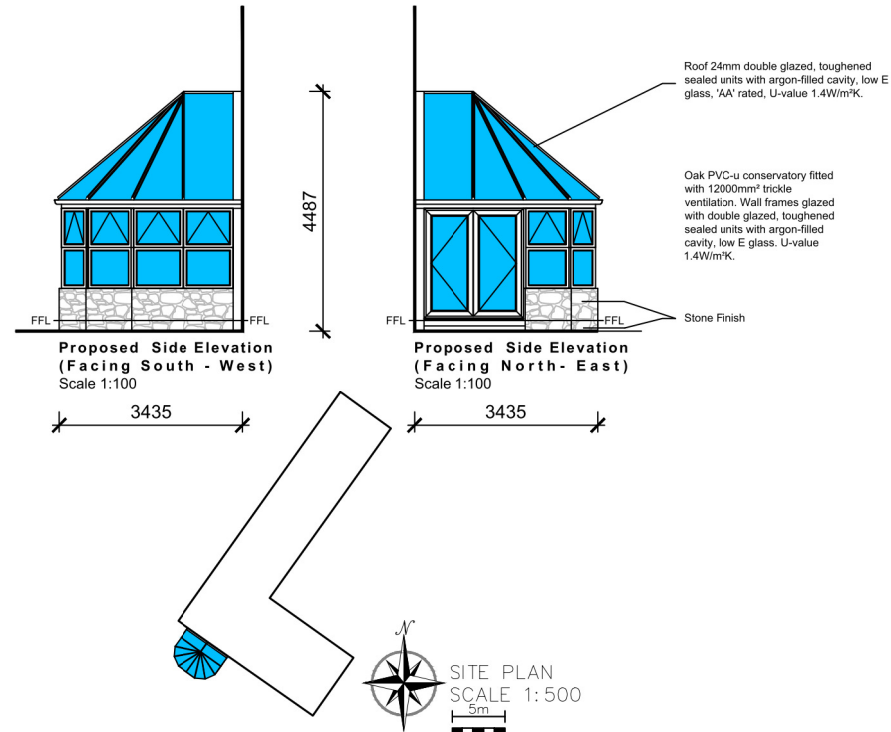 Roof 24mm double glazed, toughened
sealed units with argon-filled cavity, low E
glass, 'AA' rated, U-value 1.4W/m²K.
Oak PVC-u conservatory fitted
with 12000mm² trickle
ventilation. Wall frames glazed
with double glazed, toughened
sealed units with argon-filled
cavity, low E glass. U-value
1.4W/m²K.
4487
Stone Finish
FFL
FFL
FFL
FFL
Proposed Side Elevation
(Facing South - West)
Scale 1:100
Proposed Side Elevation
(Facing North- East)
Scale 1:100
3435
3435
N
SITE PLAN
SCALE 1:500
5m